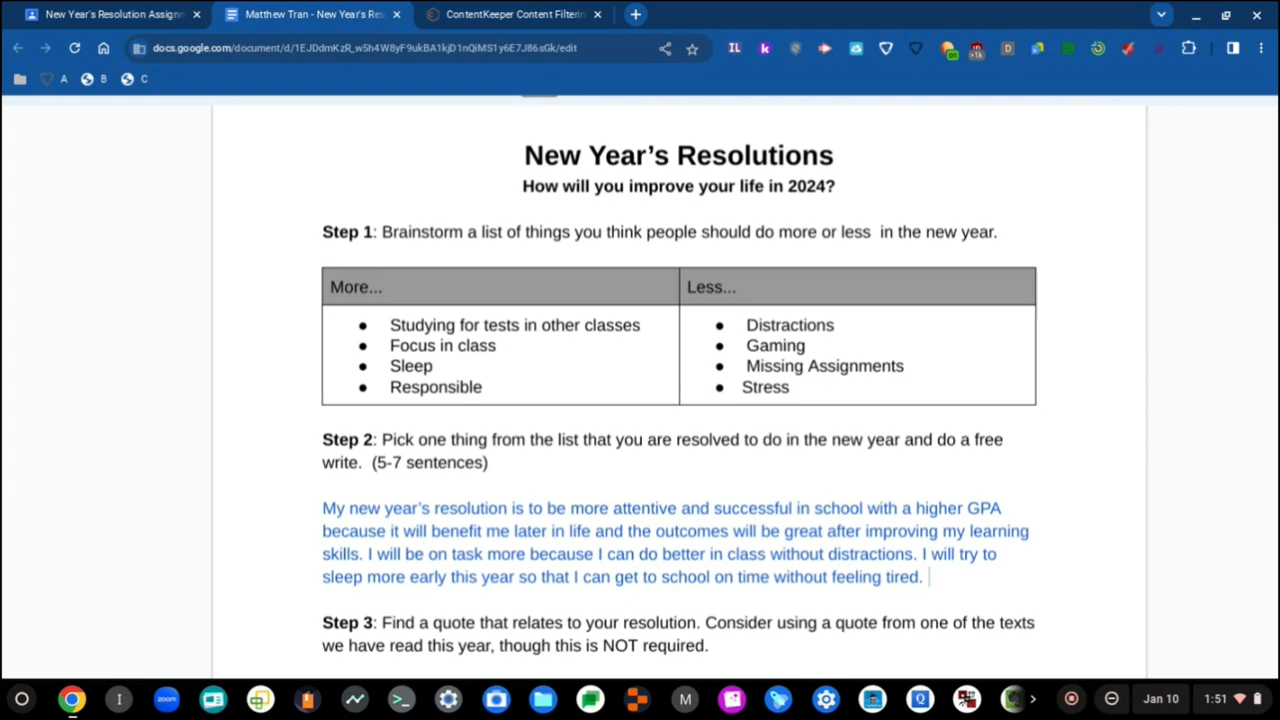 New Year's Resolution Assignm
Matthew Tran - New Year's Res
ContentKeeper Content Filterin
docs.google.com/document/d/1EJDdmKzR_w5h4W8yF9ukBA1kjD1nQiMS1y6E7J86sGk/edit
A B C
New Year's Resolutions
How will you improve your life in 2024?
Step 1: Brainstorm a list of things you think people should do more or less in the new year.
More... Less...
● Studying for tests in other classes ● Distractions
● Focus in class ● Gaming
● Sleep ● Missing Assignments
● Responsible ● Stress
Step 2: Pick one thing from the list that you are resolved to do in the new year and do a free
write. (5-7 sentences)
My new year's resolution is to be more attentive and successful in school with a higher GPA
because it will benefit me later in life and the outcomes will be great after improving my learning
skills. I will be on task more because I can do better in class without distractions. I will try to
sleep more early this year so that I can get to school on time without feeling tired.
Step 3: Find a quote that relates to your resolution. Consider using a quote from one of the texts
we have read this year, though this is NOT required.
I zoom M Q Jan 10 1:51